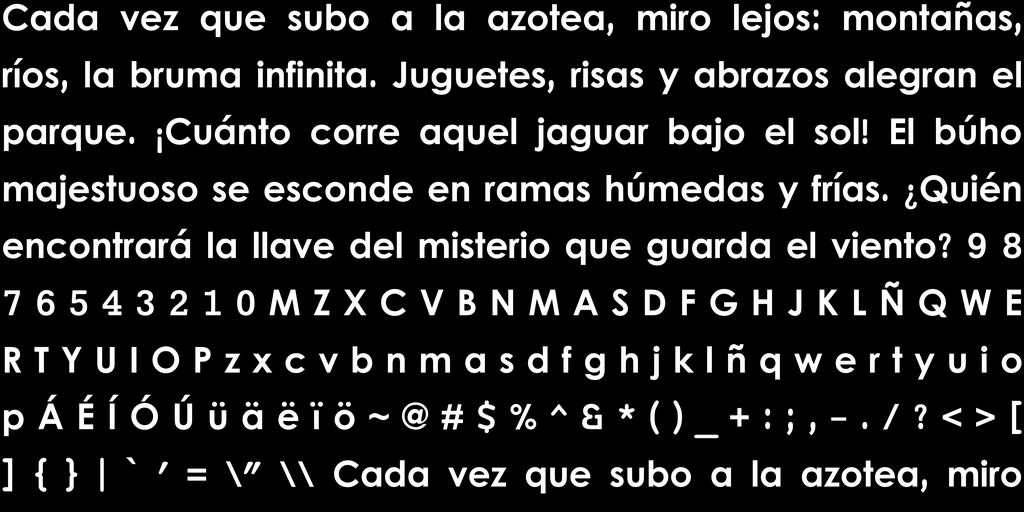 Cada vez que subo a la azotea, miro lejos: montañas,
ríos, la bruma infinita. Juguetes, risas y abrazos alegran el
parque. ¡Cuánto corre aquel jaguar bajo el sol! El búho
majestuoso se esconde en ramas húmedas y frías. ¿Quién
encontrará la llave del misterio que guarda el viento? 9 8
7 6 5 4 3 2 1 0 M Z X C V B N M A S D F G H J K L Ñ Q W E
R T Y U I O P z x c v b n m a s d f g h j k l ñ q w e r t y u i o
p Á É Í Ó Ú ü ä ë ï ö ~ @ # $ % ^ & * ( ) _ + : ; , - . / ? < > [
] { } | ` ' = \" \\ Cada vez que subo a la azotea, miro